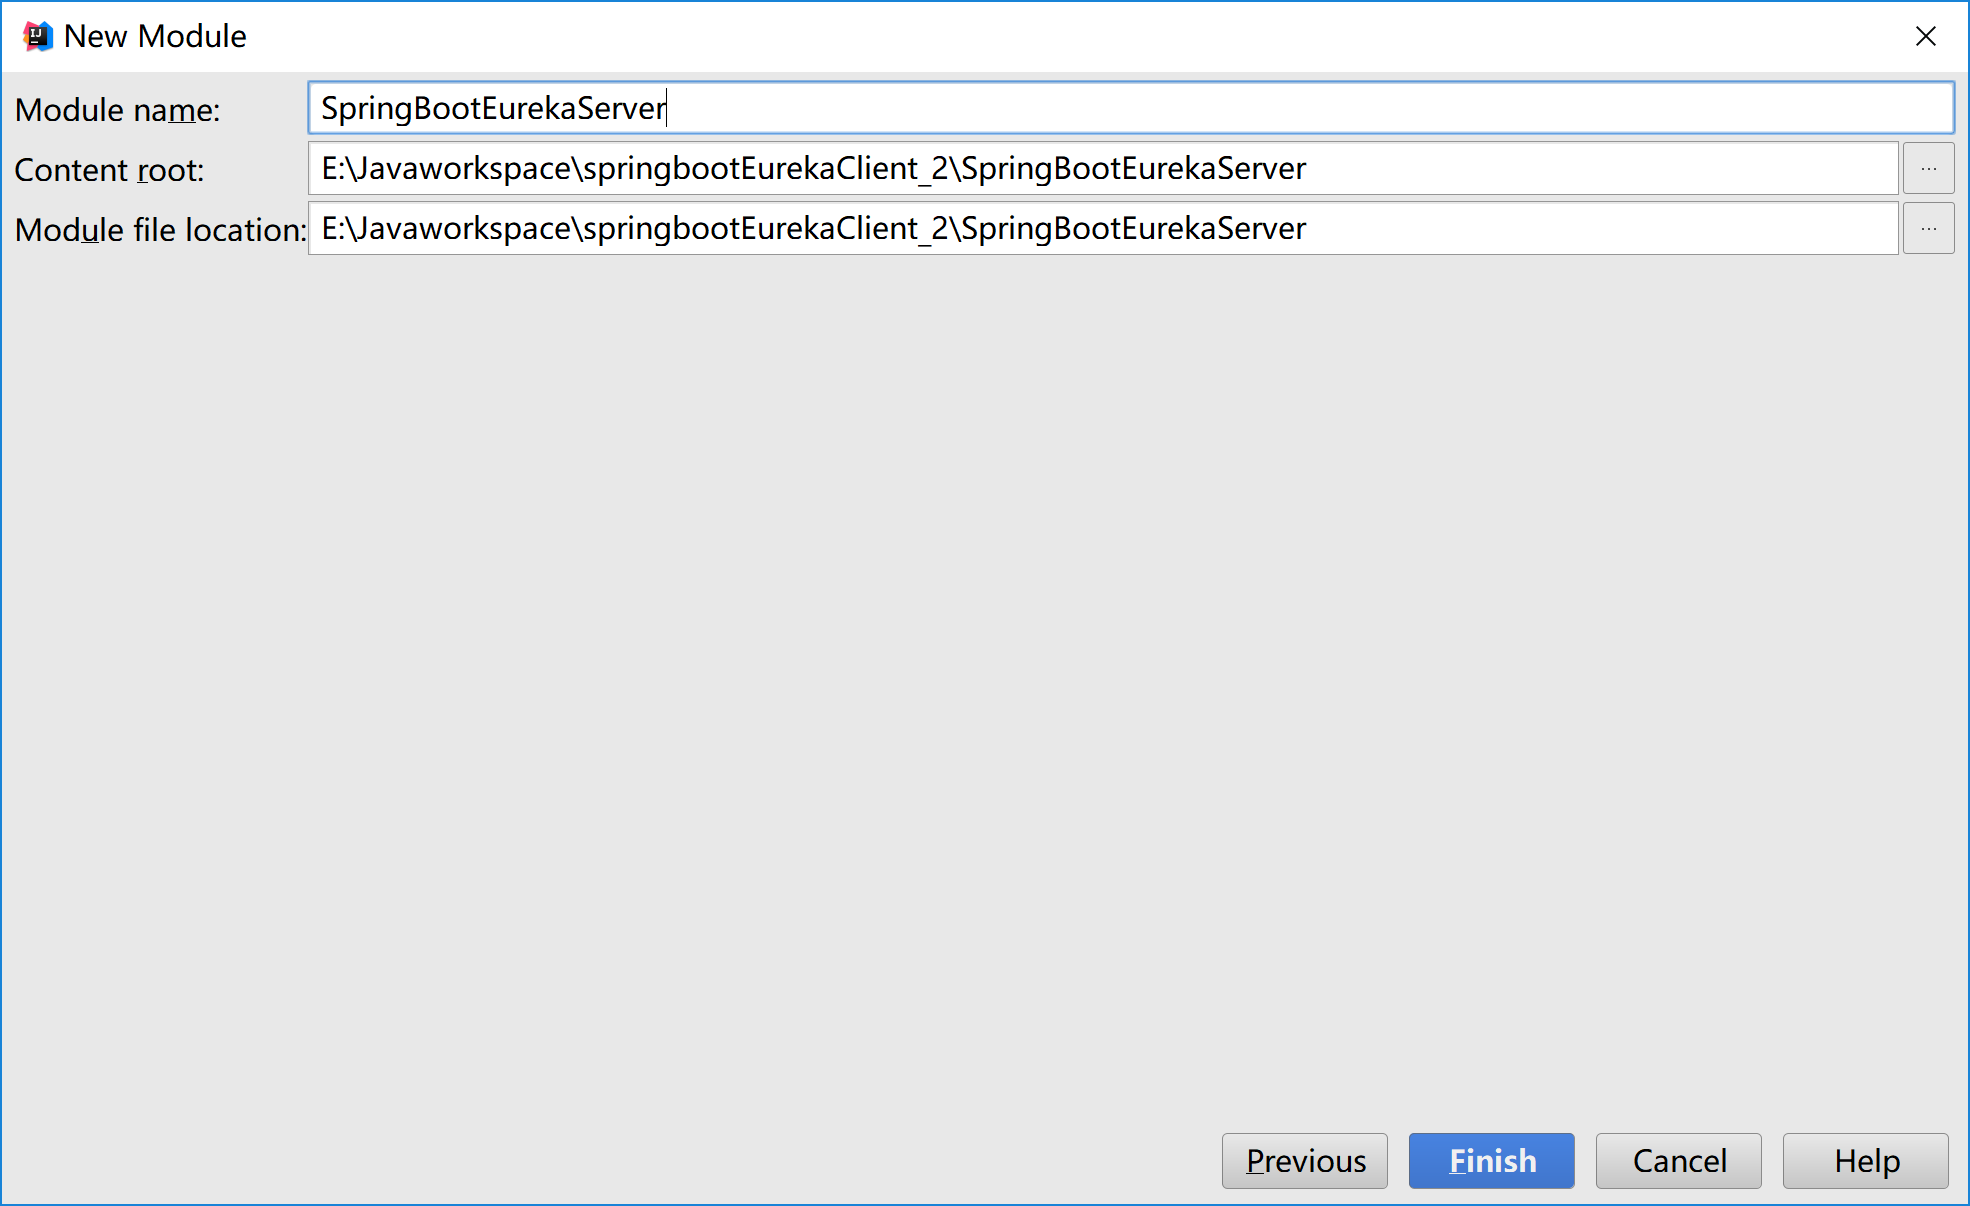 New Module
Module name: SpringBootEurekaServer
Content root: E:\Javaworkspace\springbootEurekaClient_2\SpringBootEurekaServer ...
Module file location: E:\Javaworkspace\springbootEurekaClient_2\SpringBootEurekaServer ...
Previous Finish Cancel Help